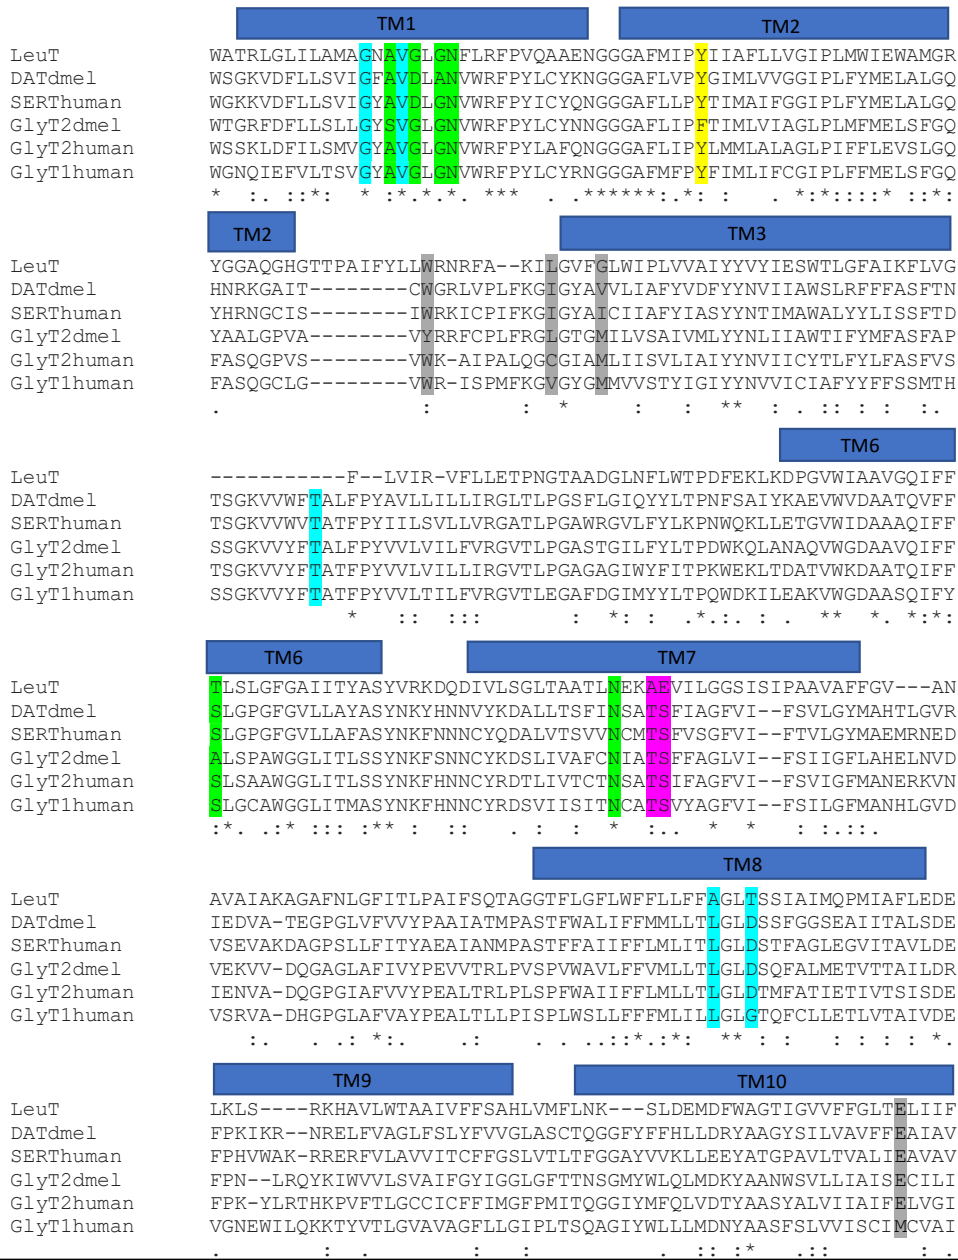 TM1 TM2
LeuT WATRLGLILAMAGNAVGLGNFLRFPVQAAENGGGAFMIPYIIAFLLVGIPLMWIEWAMGR
DATdmel WSGKVDFLLSVIGFAVDLANVWRFPYLCYKNGGGAFLVPYGIMLVVGGIPLFYMELALGQ
SERThuman WGKKVDFLLSVIGYAVDLGNVWRFPYICYQNGGGAFLLPYTIMAIFGGIPLFYMELALGQ
GlyT2dmel WTGRFDFLLSLLGYSVGLGNVWRFPYLCYNNGGGAFLIPFTIMLVIAGLPLMFMELSFGQ
GlyT2human WSSKLDFILSMVGYAVGLGNVWRFPYLAFQNGGGAFLIPYLMMLALAGLPIFFLEVSLGQ
GlyT1human WGNQIEFVLTSVGYAVGLGNVWRFPYLCYRNGGGAFMFPYFIMLIFCGIPLFFMELSFGQ
* :. : * :*.*.*. *** . .****** * : . *:*::::* ::*:
TM2 TM3
LeuT YGGAQGHGTTPAIFYLLWRNRFA--KILGVFGLWIPLVVAIYYVYIESWTLGFAIKFLVG
DATdmel HNRKGAIT--------CWGRLVPLFKGIGYAVVLIAFYVDFYYNVIIAWSLRFFFASFTN
SERThuman YHRNGCIS--------IWRKICPIFKGIGYAICIIAFYIASYYNTIMAWALYYLISSFTD
GlyT2dmel YAALGPVA--------VYRRFCPLFRGLGTGMILVSAIVMLYYNLIIAWTIFYMFASFAP
GlyT2human FASQGPVS--------VWK-AIPALQGCGIAMLIISVLIAIYYNVIICYTLFYLFASFVS
GlyT1human FASQGCLG--------VWR-ISPMFKGVGYGMMVVSTYIGIYYNVVICIAFYYFFSSMTH
. : : * : : ** : . :: : : :.
TM6
LeuT -----------F--LVIR-VFLLETPNGTAADGLNFLWTPDFEKLKDPGVWIAAVGQIFF
DATdmel TSGKVVWFTALFPYAVLLILLIRGLTLPGSFLGIQYYLTPNFSAIYKAEVWVDAATQVFF
SERThuman TSGKVVWVTATFPYIILSVLLVRGATLPGAWRGVLFYLKPNWQKLLETGVWIDAAAQIFF
GlyT2dmel SSGKVVYFTALFPYVVLVILFVRGVTLPGASTGILFYLTPDWKQLANAQVWGDAAVQIFF
GlyT2human TSGKVVYFTATFPYVVLVILLIRGVTLPGAGAGIWYFITPKWEKLTDATVWKDAATQIFF
GlyT1human SSGKVVYFTATFPYVVLTILFVRGVTLEGAFDGIMYYLTPQWDKILEAKVWGDAASQIFY
* :: ::: : *: *.:: : . ** *. *:*:
TM6 TM7
LeuT TLSLGFGAIITYASYVRKDQDIVLSGLTAATLNEKAEVILGGSISIPAAVAFFGV---AN
DATdmel SLGPGFGVLLAYASYNKYHNNVYKDALLTSFINSATSFIAGFVI--FSVLGYMAHTLGVR
SERThuman SLGPGFGVLLAFASYNKFNNNCYQDALVTSVVNCMTSFVSGFVI--FTVLGYMAEMRNED
GlyT2dmel ALSPAWGGLITLSSYNKFSNNCYKDSLIVAFCNIATSFFAGLVI--FSIIGFLAHELNVD
GlyT2human SLSAAWGGLITLSSYNKFHNNCYRDTLIVTCTNSATSIFAGFVI--FSVIGFMANERKVN
GlyT1human SLGCAWGGLITMASYNKFHNNCYRDSVIISITNCATSVYAGFVI--FSILGFMANHLGVD
:*. .:* ::: :** : :: . : : * :.. * * : :.::.
TM8
LeuT AVAIAKAGAFNLGFITLPAIFSQTAGGTFLGFLWFFLLFFAGLTSSIAIMQPMIAFLEDE
DATdmel IEDVA-TEGPGLVFVVYPAAIATMPASTFWALIFFMMLLTLGLDSSFGGSEAIITALSDE
SERThuman VSEVAKDAGPSLLFITYAEAIANMPASTFFAIIFFLMLITLGLDSTFAGLEGVITAVLDE
GlyT2dmel VEKVV-DQGAGLAFIVYPEVVTRLPVSPVWAVLFFVMLLTLGLDSQFALMETVTTAILDR
GlyT2human IENVA-DQGPGIAFVVYPEALTRLPLSPFWAIIFFLMLLTLGLDTMFATIETIVTSISDE
GlyT1human VSRVA-DHGPGLAFVAYPEALTLLPISPLWSLLFFFMLILLGLGTQFCLLETLVTAIVDE
:. . .: *:. .: . . ..::*.:*: ** : : : : : : *.
TM9 TM10
LeuT LKLS----RKHAVLWTAAIVFFSAHLVMFLNK---SLDEMDFWAGTIGVVFFGLTELIIF
DATdmel FPKIKR--NRELFVAGLFSLYFVVGLASCTQGGFYFFHLLDRYAAGYSILVAVFFEAIAV
SERThuman FPHVWAK-RRERFVLAVVITCFFGSLVTLTFGGAYVVKLLEEYATGPAVLTVALIEAVAV
GlyT2dmel FPN--LRQYKIWVVLSVAIFGYIGGLGFTTNSGMYWLQLMDKYAANWSVLLIAISECILI
GlyT2human FPK-YLRTHKPVFTLGCCICFFIMGFPMITQGGIYMFQLVDTYAASYALVIIAIFELVGI
GlyT1human VGNEWILQKKTYVTLGVAVAGFLLGIPLTSQAGIYWLLLMDNYAASFSLVVISCIMCVAI
. : . : : . :: :* .:: : .